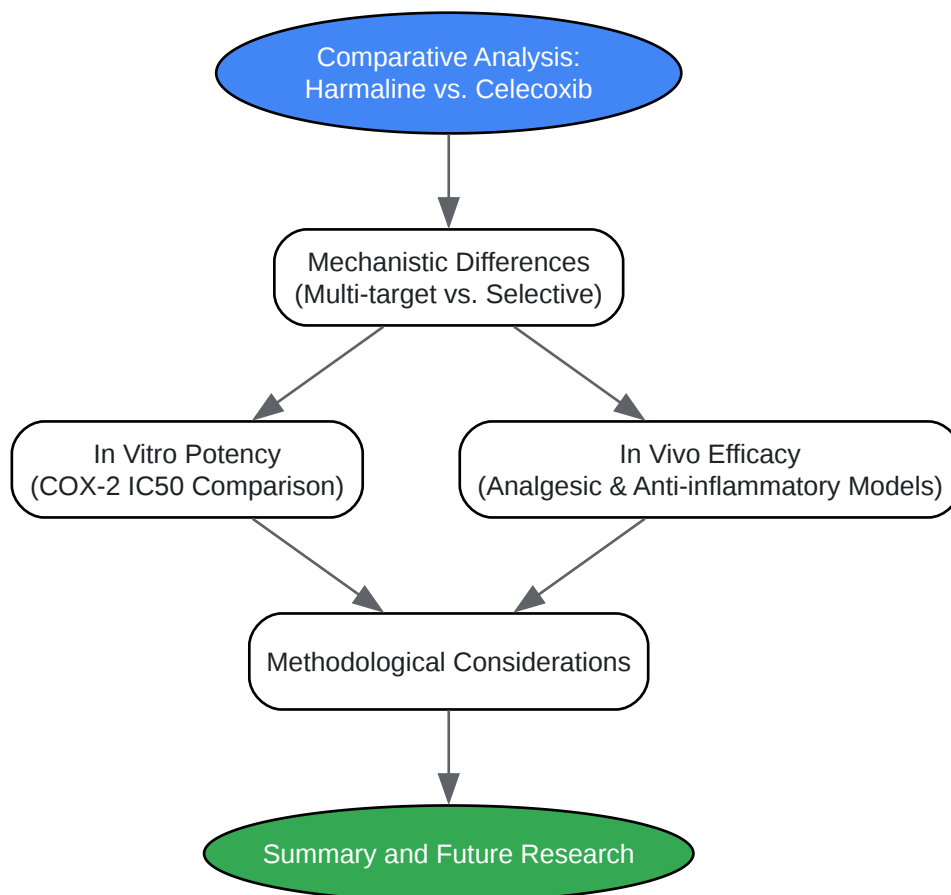 Comparative Analysis:
Harmaline vs. Celecoxib
Mechanistic Differences
(Multi-target vs. Selective)
In Vitro Potency
(COX-2 IC50 Comparison)
In Vivo Efficacy
(Analgesic & Anti-inflammatory Models)
Methodological Considerations
Summary and Future Research